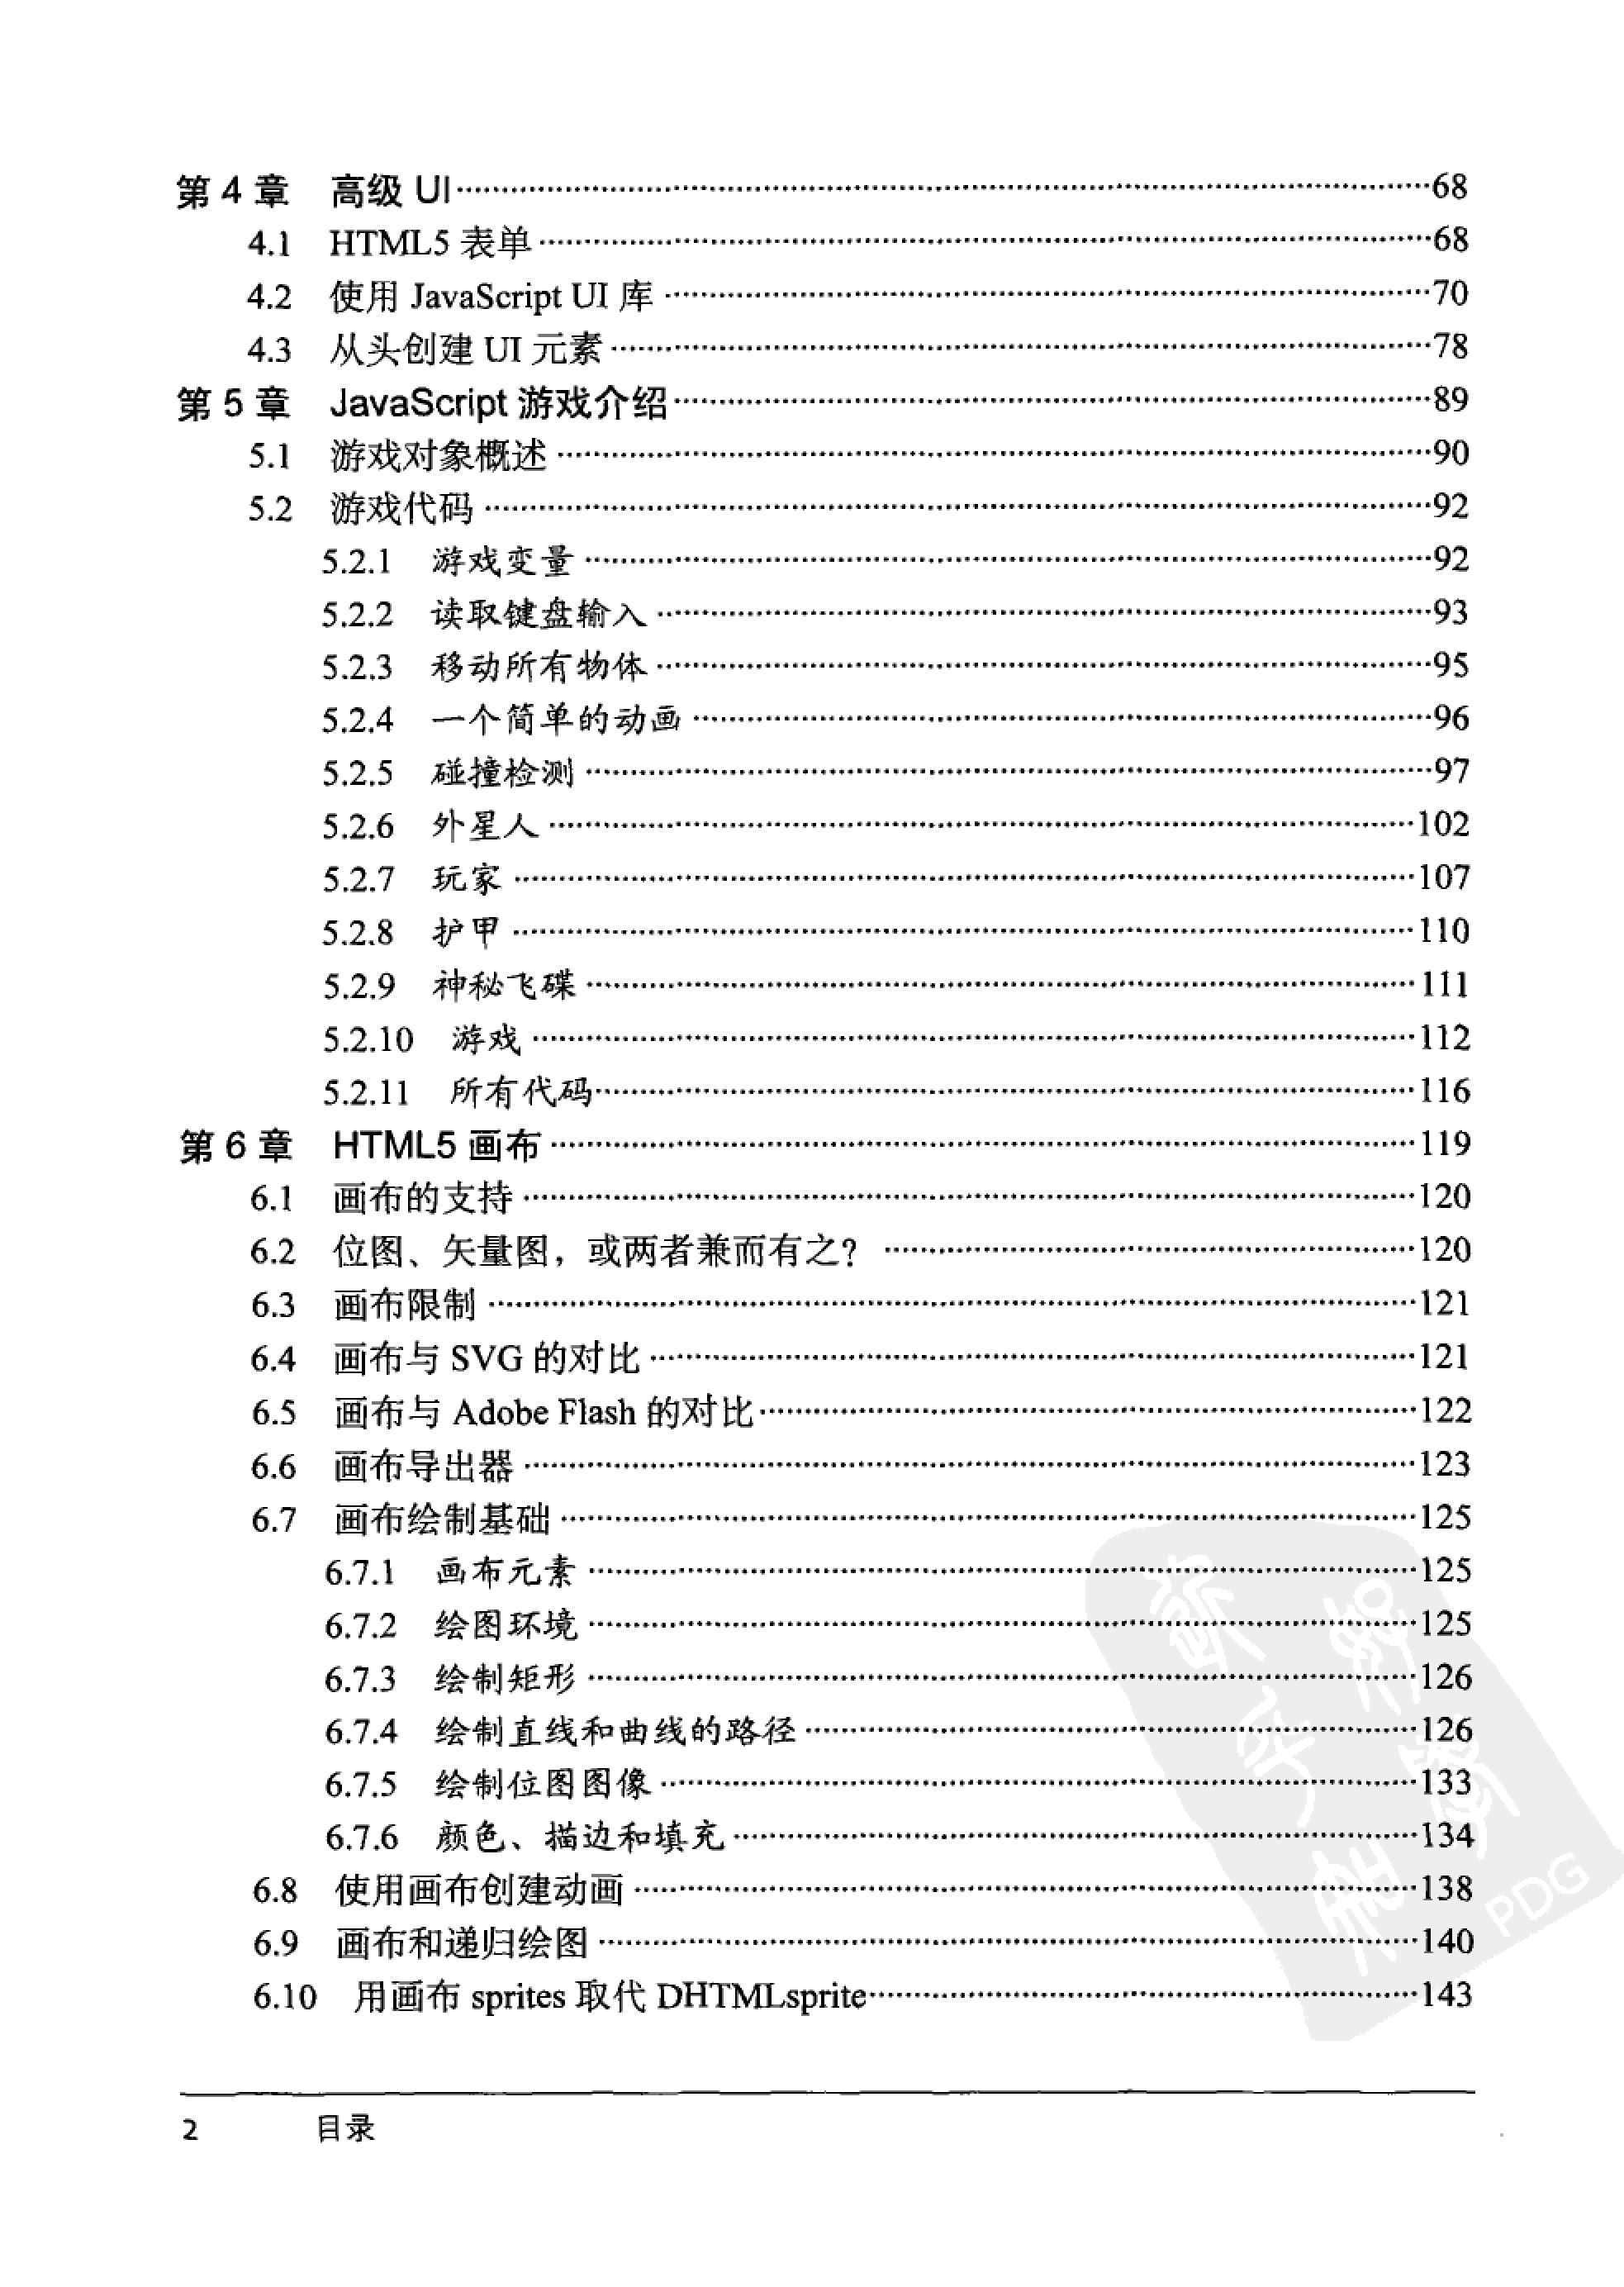 第 4 章 高级 UI 68
4.1 HTML5 表单 68
4.2 使用 JavaScript UI 库 70
4.3 从头创建 UI 元素 78
第 5 章 JavaScript 游戏介绍 89
5.1 游戏对象概述 90
5.2 游戏代码 92
5.2.1 游戏变量 92
5.2.2 读取键盘输入 93
5.2.3 移动所有物体 95
5.2.4 一个简单的动画 96
5.2.5 碰撞检测 97
5.2.6 外星人 102
5.2.7 玩家 107
5.2.8 护甲 110
5.2.9 神秘飞碟 111
5.2.10 游戏 112
5.2.11 所有代码 116
第 6 章 HTML5 画布 119
6.1 画布的支持 120
6.2 位图、矢量图，或两者兼而有之？ 120
6.3 画布限制 121
6.4 画布与 SVG 的对比 121
6.5 画布与 Adobe Flash 的对比 122
6.6 画布导出器 123
6.7 画布绘制基础 125
6.7.1 画布元素 125
6.7.2 绘图环境 125
6.7.3 绘制矩形 126
6.7.4 绘制直线和曲线的路径 126
6.7.5 绘制位图图像 133
6.7.6 颜色、描边和填充 134
6.8 使用画布创建动画 138
6.9 画布和递归绘图 140
6.10 用画布 sprites 取代 DHTMLsprite 143
PDG
2 目录